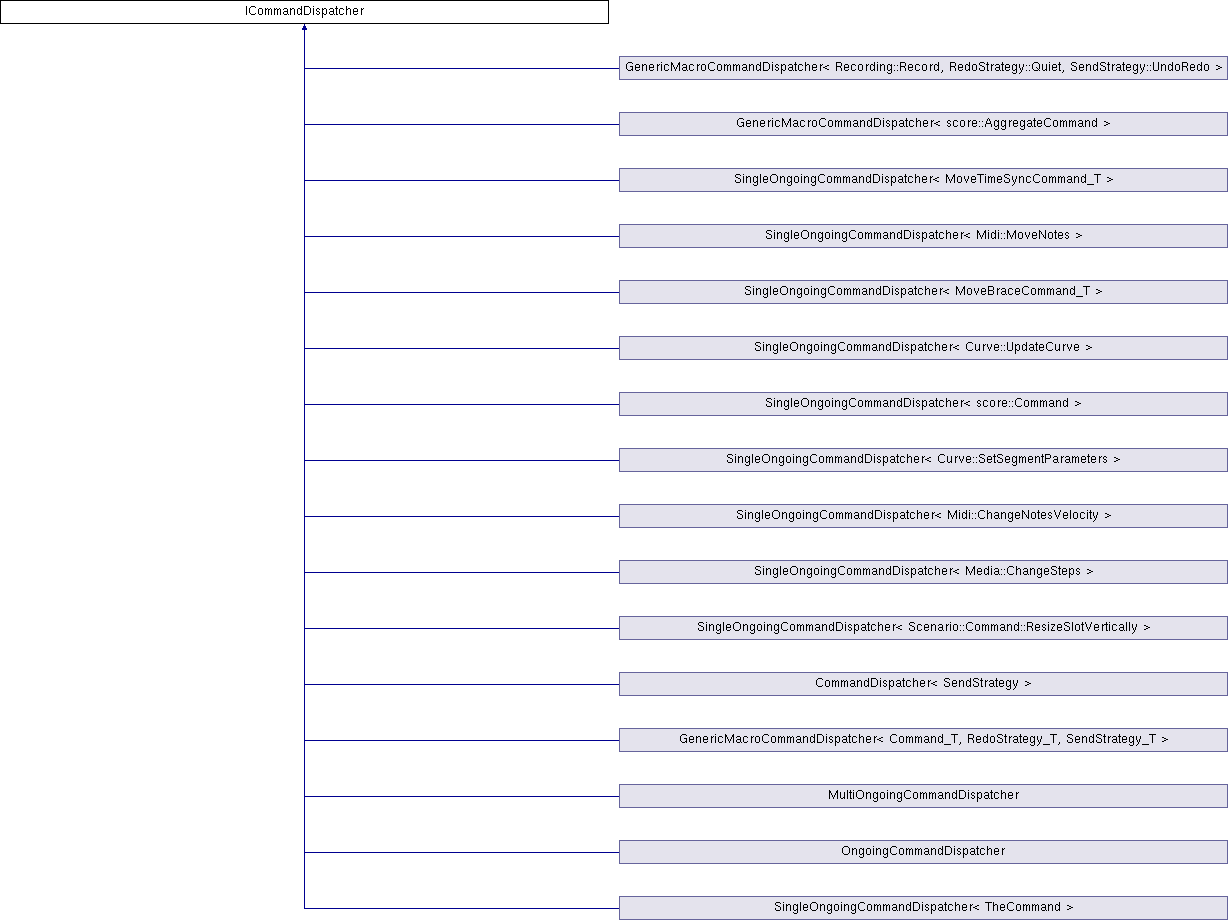 ICommandDispatcher
GenericMacroCommandDispatcher< Recording::Record, RedoStrategy::Quiet, SendStrategy::UndoRedo >
GenericMacroCommandDispatcher< score::AggregateCommand >
SingleOngoingCommandDispatcher< MoveTimeSyncCommand_T >
SingleOngoingCommandDispatcher< Midi::MoveNotes >
SingleOngoingCommandDispatcher< MoveBraceCommand_T >
SingleOngoingCommandDispatcher< Curve::UpdateCurve >
SingleOngoingCommandDispatcher< score::Command >
SingleOngoingCommandDispatcher< Curve::SetSegmentParameters >
SingleOngoingCommandDispatcher< Midi::ChangeNotesVelocity >
SingleOngoingCommandDispatcher< Media::ChangeSteps >
SingleOngoingCommandDispatcher< Scenario::Command::ResizeSlotVertically >
CommandDispatcher< SendStrategy >
GenericMacroCommandDispatcher< Command_T, RedoStrategy_T, SendStrategy_T >
MultiOngoingCommandDispatcher
OngoingCommandDispatcher
SingleOngoingCommandDispatcher< TheCommand >